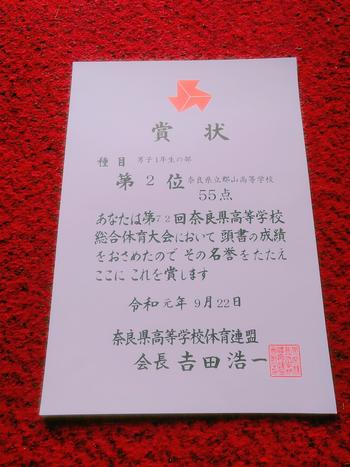 賞状
種目 男子1年生の部
第2位 奈良県立郡山高等学校
55点
あなたは第72回奈良県高等学校
総合体育大会において頭書の成績
をおさめたので その名誉をたたえ
ここに これを賞します
令和元年9月22日
奈良県高等学校体育連盟
会長 吉田浩一